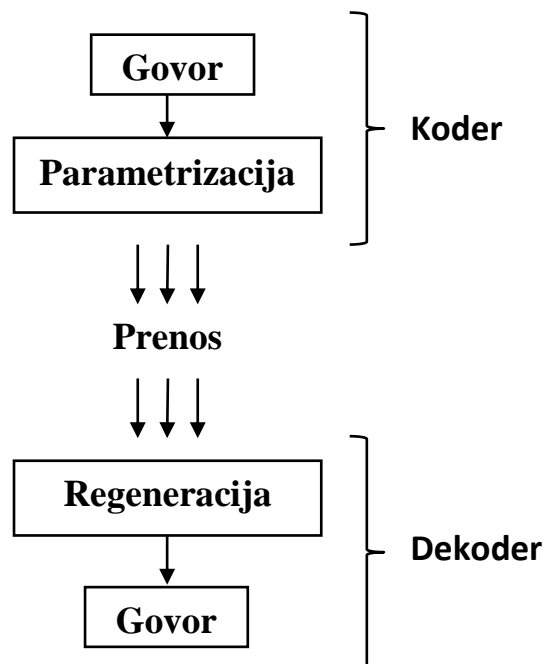 Govor
Koder
Parametrizacija
Prenos
Regeneracija
Dekoder
Govor